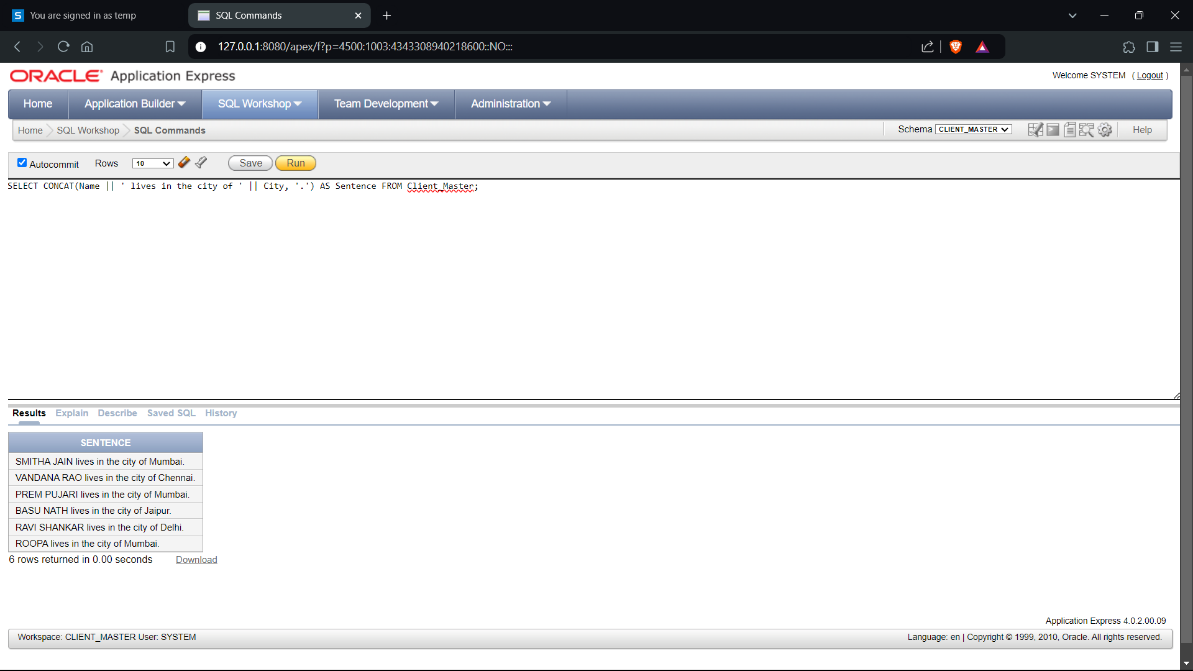 You are signed in as temp
SQL Commands
127.0.0.1:8080/apex/f?p=4500:1003:4343308940218600::NO:::
ORACLE Application Express
Welcome SYSTEM ( Logout )
Home Application Builder SQL Workshop Team Development Administration
Home SQL Workshop SQL Commands
Schema CLIENT_MASTER Help
Autocommit Rows 10 Save Run
SELECT CONCAT(Name || ' lives in the city of ' || City, '.') AS Sentence FROM Client_Master;
Results Explain Describe Saved SQL History
SENTENCE
SMITHA JAIN lives in the city of Mumbai.
VANDANA RAO lives in the city of Chennai.
PREM PUJARI lives in the city of Mumbai.
BASU NATH lives in the city of Jaipur.
RAVI SHANKAR lives in the city of Delhi.
ROOPA lives in the city of Mumbai.
6 rows returned in 0.00 seconds Download
Application Express 4.0.2.00.09
Workspace: CLIENT_MASTER User: SYSTEM
Language: en | Copyright © 1999, 2010, Oracle. All rights reserved.